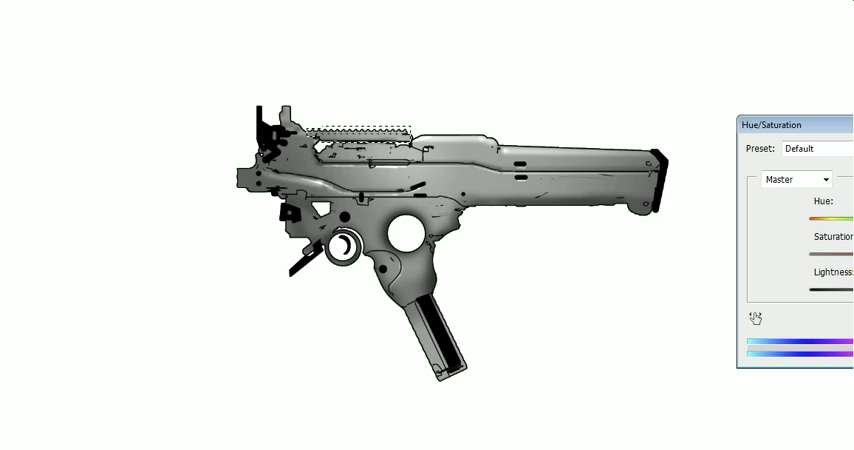 Hue/Saturation
Preset: Default
Master
Hue:
Saturation
Lightness: